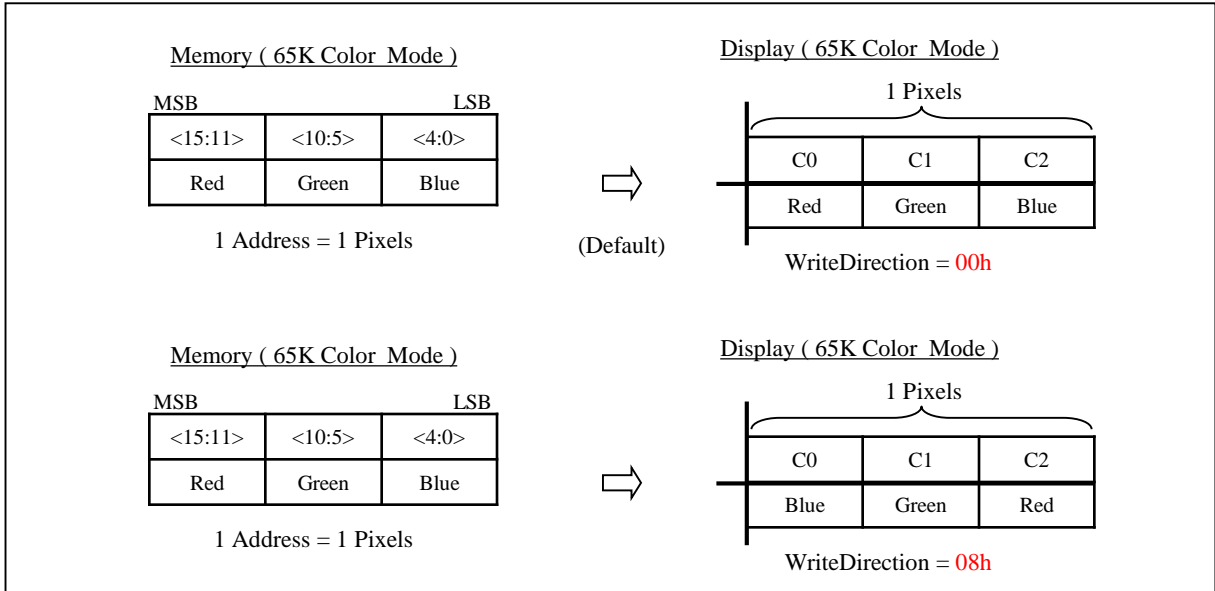 Memory ( 65K Color  Mode )
Display ( 65K Color  Mode )
1 Pixels
MSB LSB
<15:11> <10:5> <4:0>
C0 C1 C2
Red Green Blue
Red Green Blue
1 Address = 1 Pixels
(Default)
WriteDirection = 00h
Memory ( 65K Color  Mode )
Display ( 65K Color  Mode )
1 Pixels
MSB LSB
<15:11> <10:5> <4:0>
C0 C1 C2
Red Green Blue
Blue Green Red
1 Address = 1 Pixels
WriteDirection = 08h